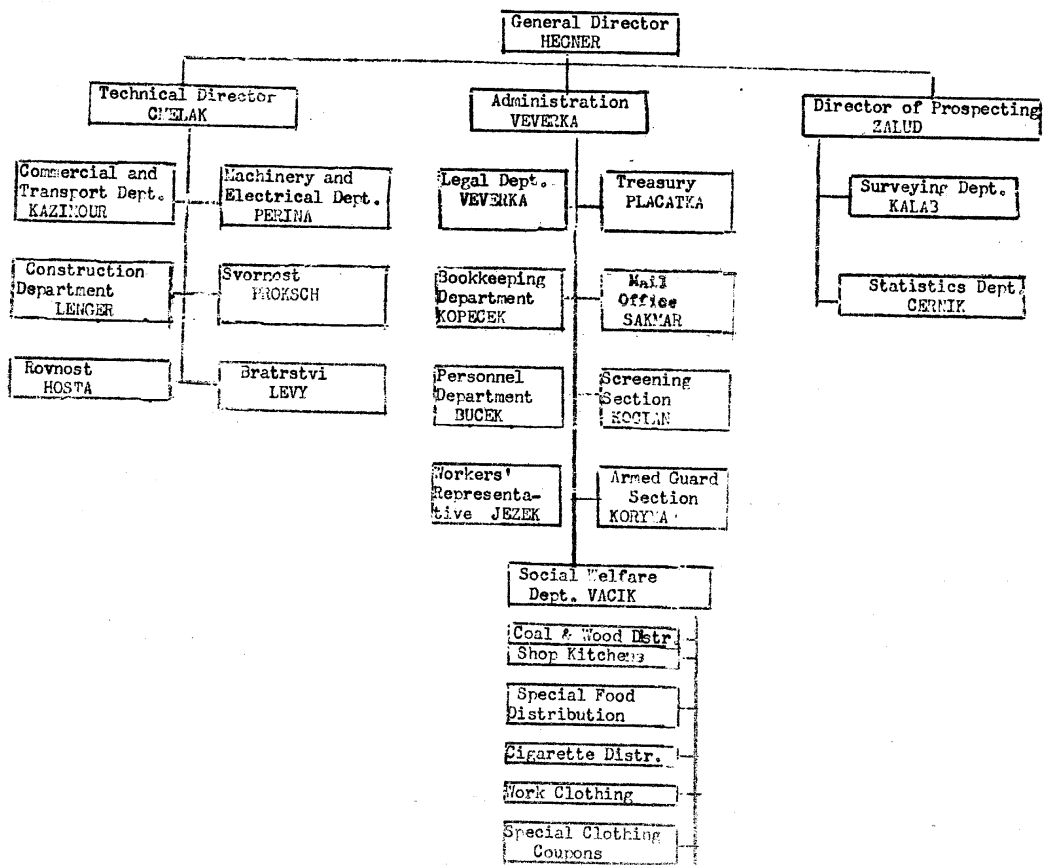 General Director
HEGNER
Technical Director
CMELAK
Administration
VEVERKA
Director of Prospecting
ZALUD
Commercial and
Transport Dept.
KAZIMOUR
Machinery and
Electrical Dept.
PERINA
Legal Dept.
VEVERKA
Treasury
PLACATKA
Surveying Dept.
KALAB
Construction
Department
LENGER
Svornost
PROKSCH
Bookkeeping
Department
KOPECEK
Mail
Office
SAKMAR
Statistics Dept.
CERNIK
Rovnost
HOSTA
Bratrstvi
LEVY
Personnel
Department
BUCEK
Screening
Section
KOCIAN
Workers'
Representa-
tive JEZEK
Armed Guard
Section
Social Welfare
Dept. VACIK
Coal & Wood Distr.
Shop Kitchens
Special Food
Distribution
Cigarette Distr.
Work Clothing
Special Clothing
Coupons